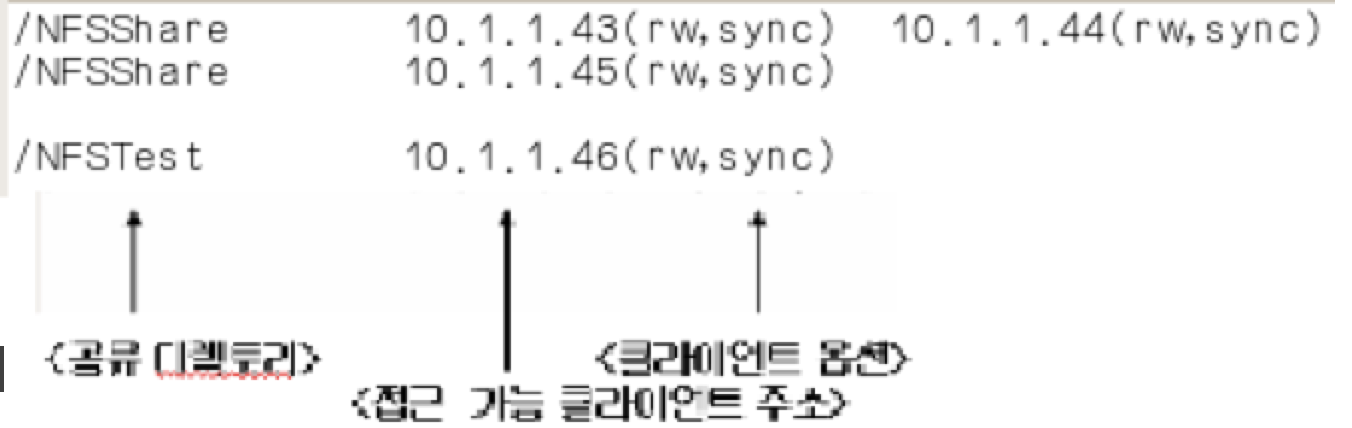 /NFSShare 10.1.1.43(rw,sync) 10.1.1.44(rw,sync)
/NFSShare 10.1.1.45(rw,sync)
/NFSTest 10.1.1.46(rw,sync)
<공유 디렉토리> <클라이언트 옵션>
<접근 가능 클라이언트 주소>